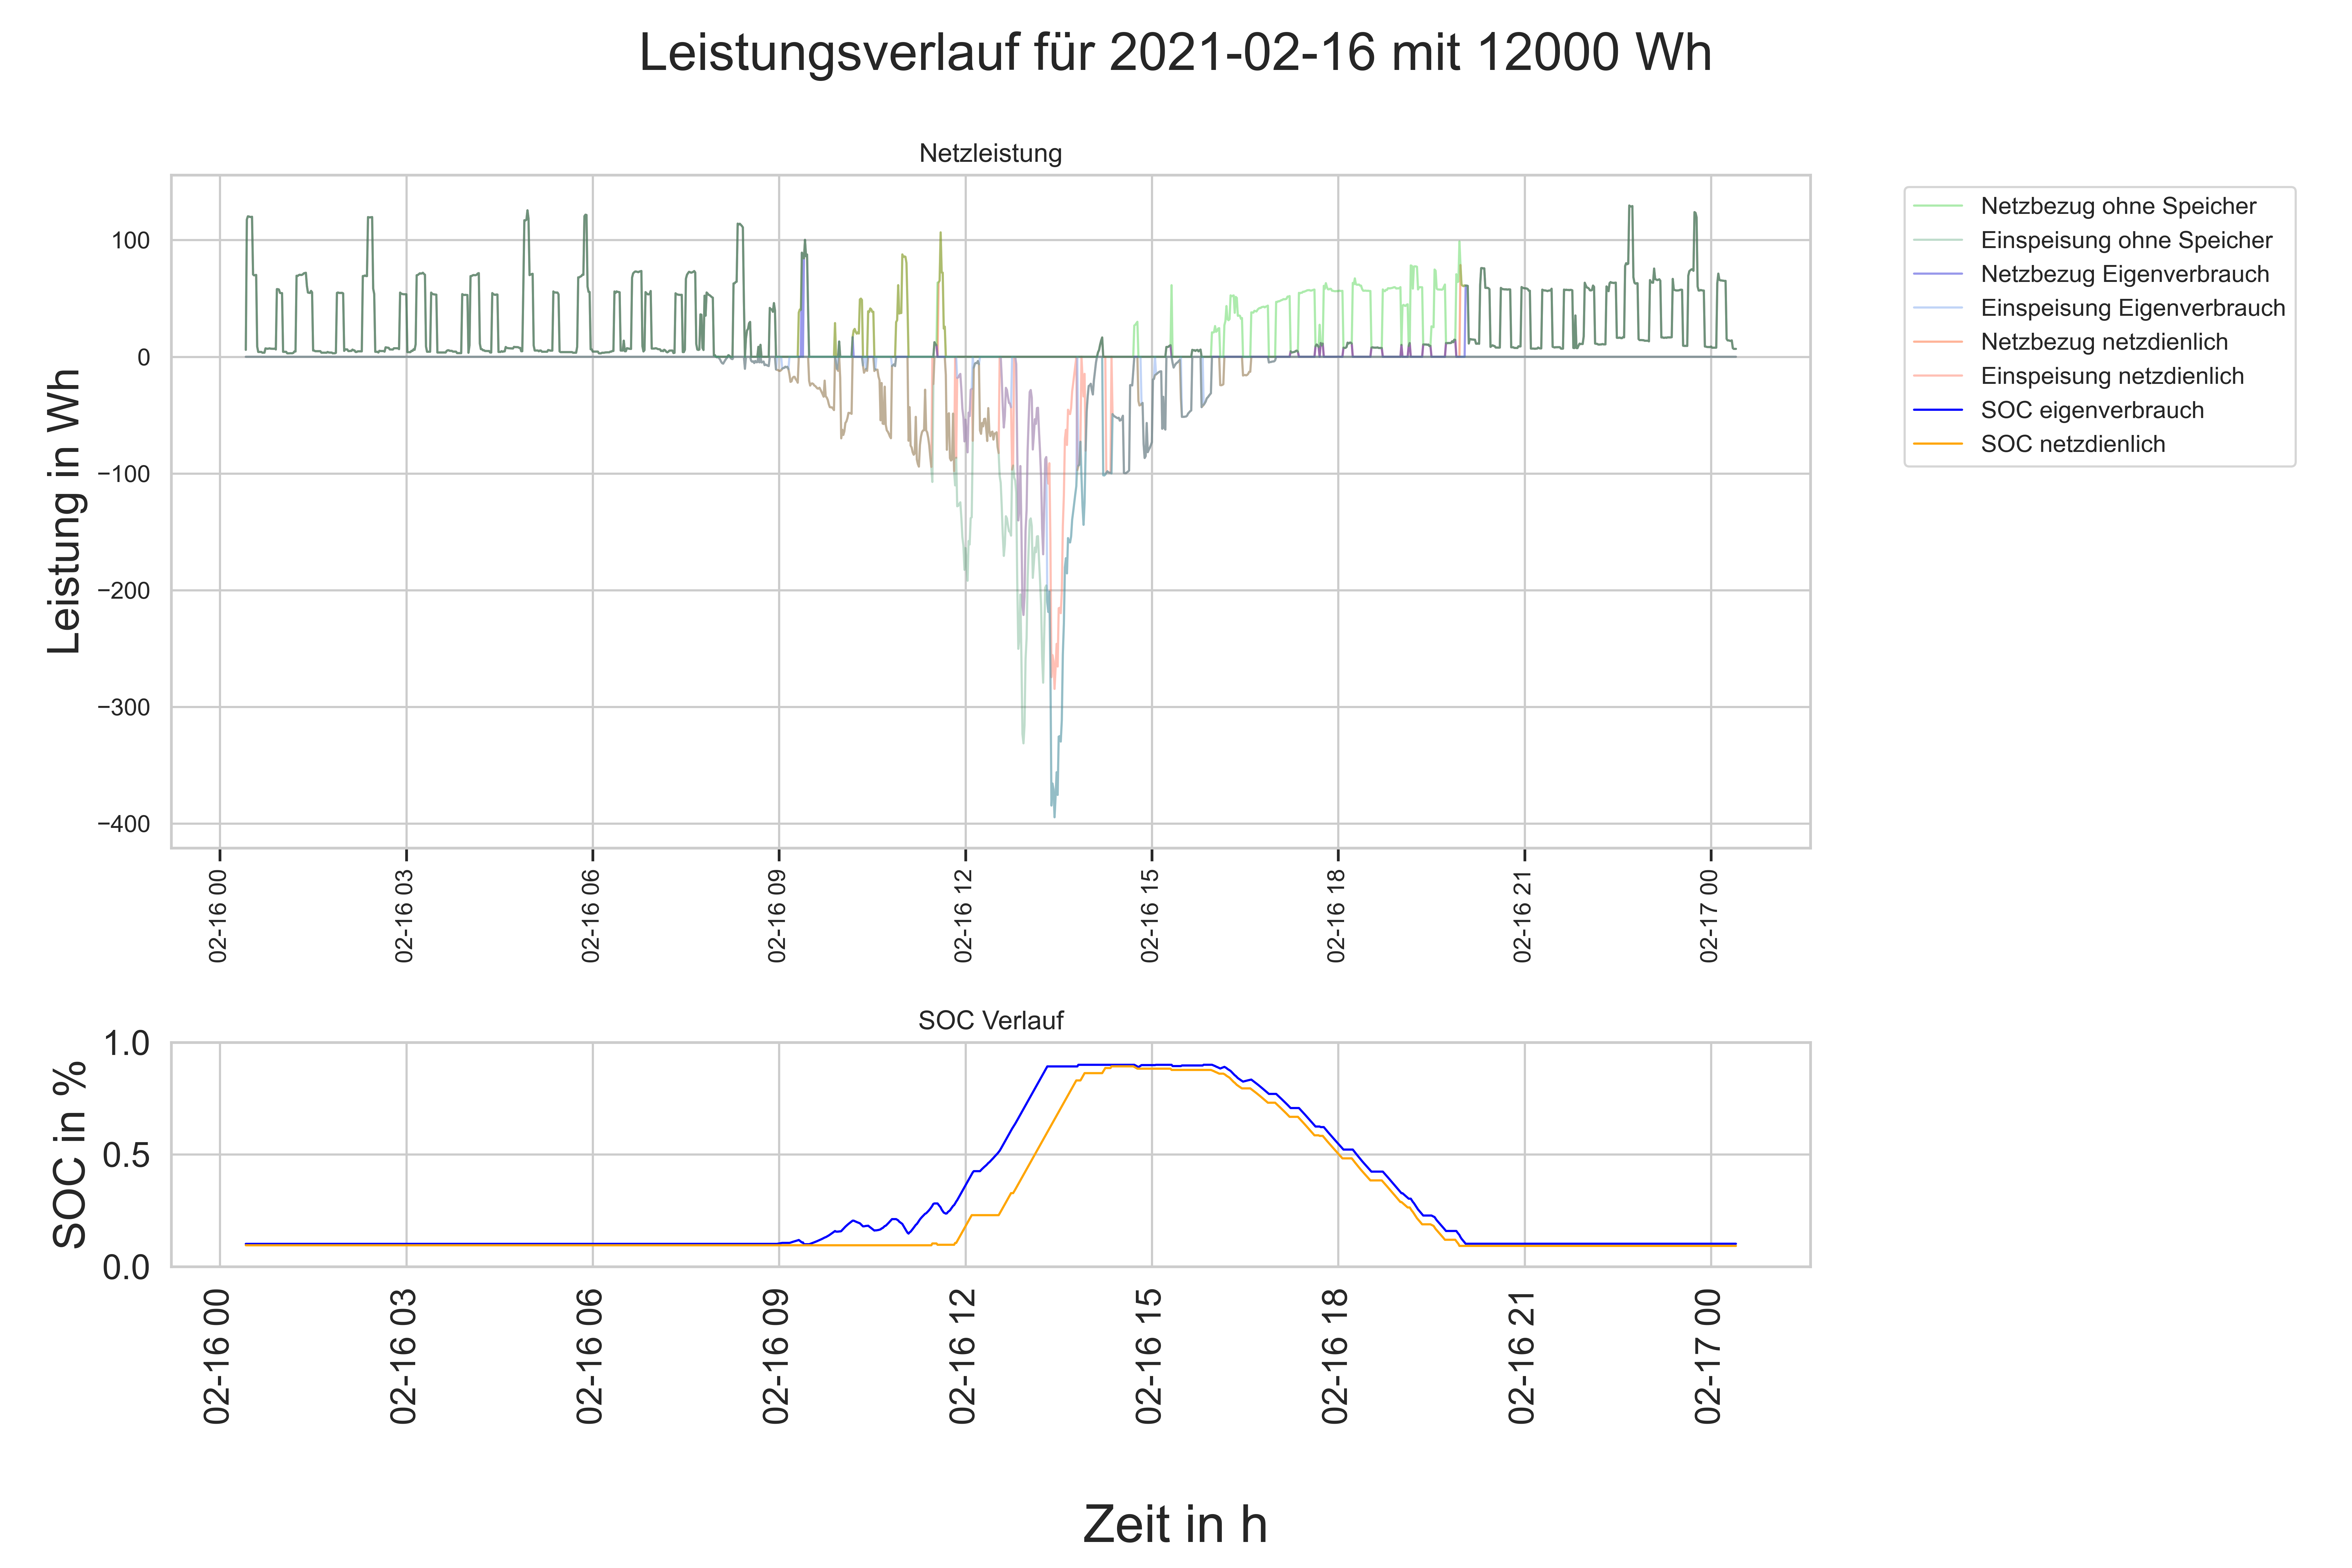 Leistungsverlauf für 2021-02-16 mit 12000 Wh
Netzleistung
Leistung in Wh
100
0
−100
−200
−300
−400
02-16 00
02-16 03
02-16 06
02-16 09
02-16 12
02-16 15
02-16 18
02-16 21
02-17 00
Netzbezug ohne Speicher
Einspeisung ohne Speicher
Netzbezug Eigenverbrauch
Einspeisung Eigenverbrauch
Netzbezug netzdienlich
Einspeisung netzdienlich
SOC eigenverbrauch
SOC netzdienlich
SOC Verlauf
SOC in %
1.0
0.5
0.0
02-16 00
02-16 03
02-16 06
02-16 09
02-16 12
02-16 15
02-16 18
02-16 21
02-17 00
Zeit in h